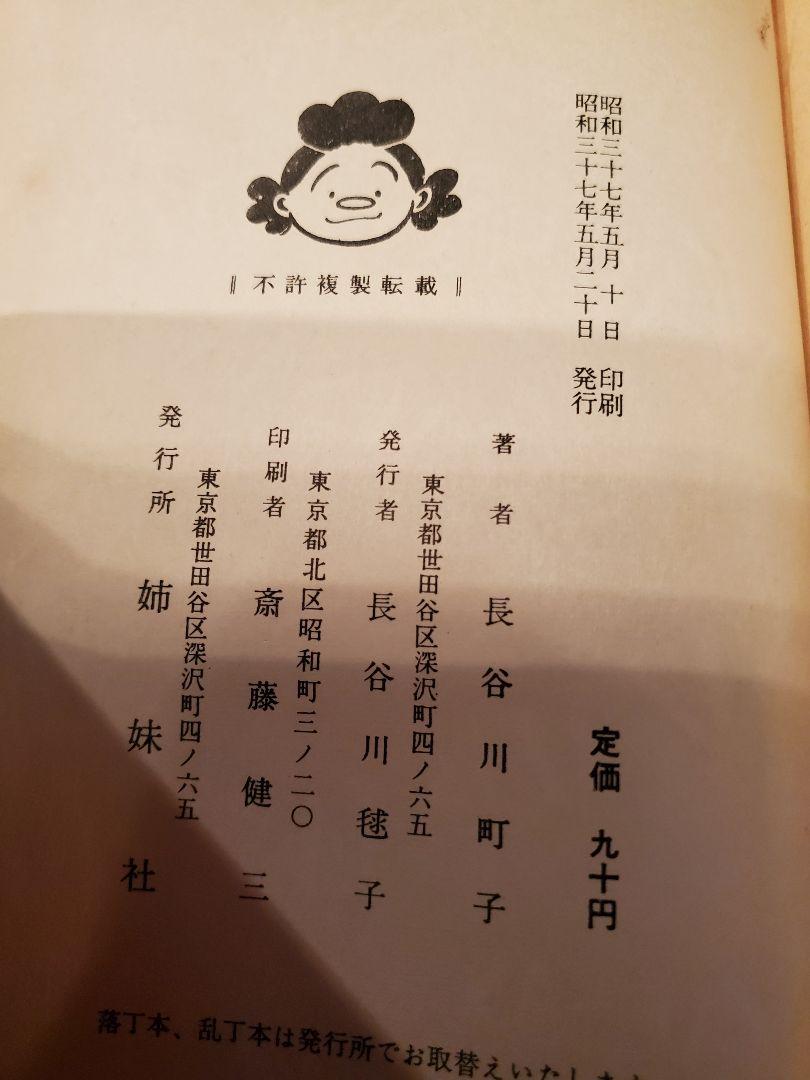 昭和三十七年五月　十日　印刷
昭和三十七年五月二十日　発行
‖不許複製転載‖
定価　九十円
著者　長谷川町子
東京都世田谷区深沢町四ノ六五
発行者　長谷川毬子
東京都北区昭和町三ノ二〇
印刷者　斎藤健三
東京都世田谷区深沢町四ノ六五
発行所　姉妹社
落丁本、乱丁本は発行所でお取替えいたします